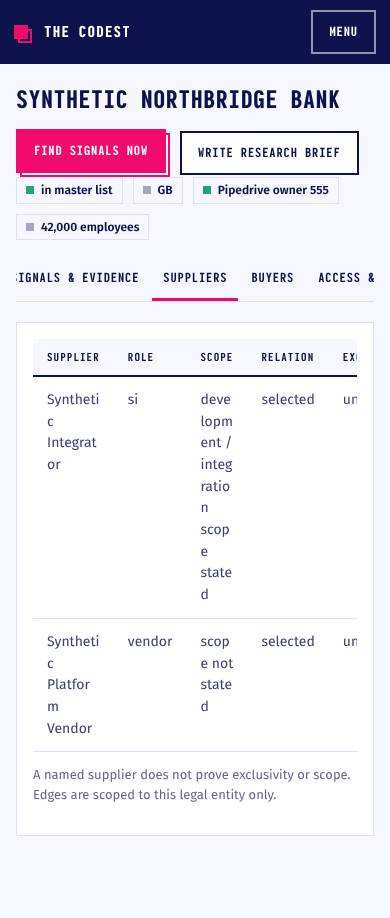 THE CODEST
MENU
SYNTHETIC NORTHBRIDGE BANK
FIND SIGNALS NOW
WRITE RESEARCH BRIEF
in master list
GB
Pipedrive owner 555
42,000 employees
IGNALS & EVIDENCE
SUPPLIERS
BUYERS
ACCESS &
SUPPLIER ROLE SCOPE RELATION EX
Syntheti
c
Integrat
or
si
deve
lopm
ent /
integ
ratio
n
scop
e
state
d
selected
un
Syntheti
c
Platfor
m
Vendor
vendor
scop
e not
state
d
selected
un
A named supplier does not prove exclusivity or scope.
Edges are scoped to this legal entity only.